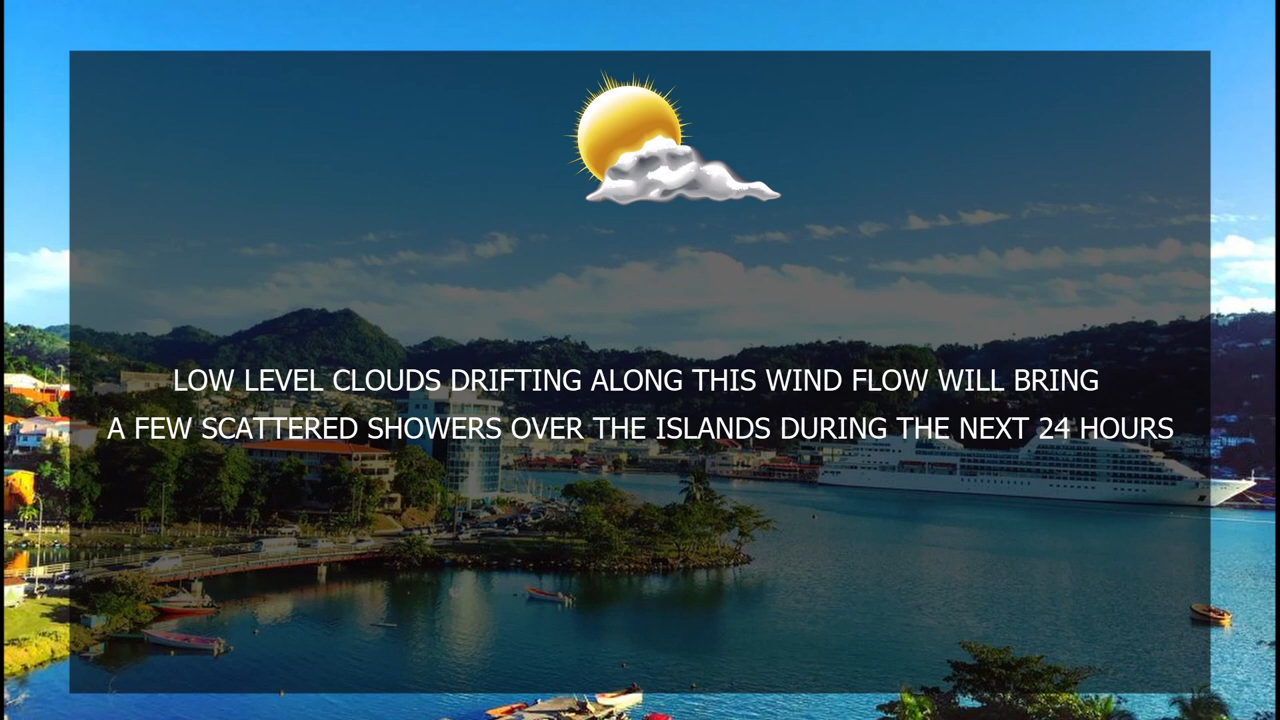 LOW LEVEL CLOUDS DRIFTING ALONG THIS WIND FLOW WILL BRING
A FEW SCATTERED SHOWERS OVER THE ISLANDS DURING THE NEXT 24 HOURS